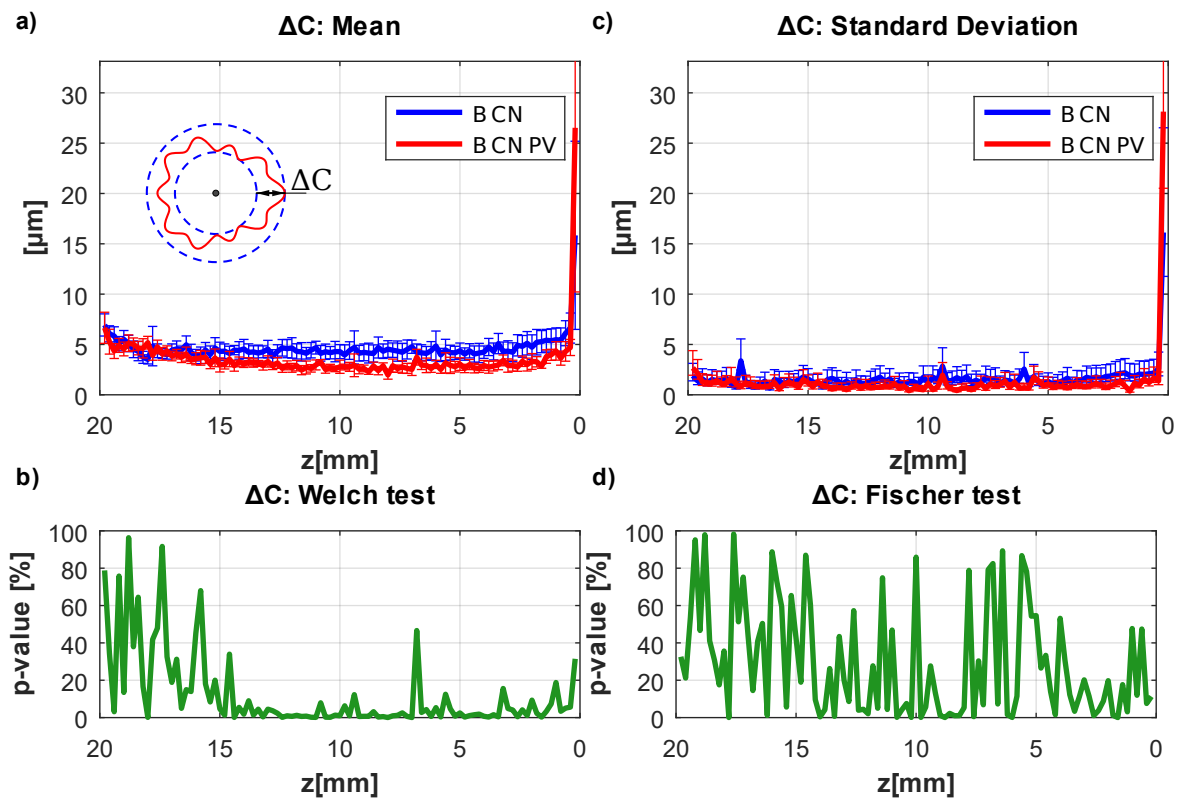 a)
ΔC: Mean
[µm]
30
25
20
15
10
5
0
B CN
B CN PV
ΔC
20
15
10
5
0
z[mm]
c)
ΔC: Standard Deviation
[µm]
30
25
20
15
10
5
0
B CN
B CN PV
20
15
10
5
0
z[mm]
b)
ΔC: Welch test
p-value [%]
100
80
60
40
20
0
20
15
10
5
0
z[mm]
d)
ΔC: Fischer test
p-value [%]
100
80
60
40
20
0
20
15
10
5
0
z[mm]